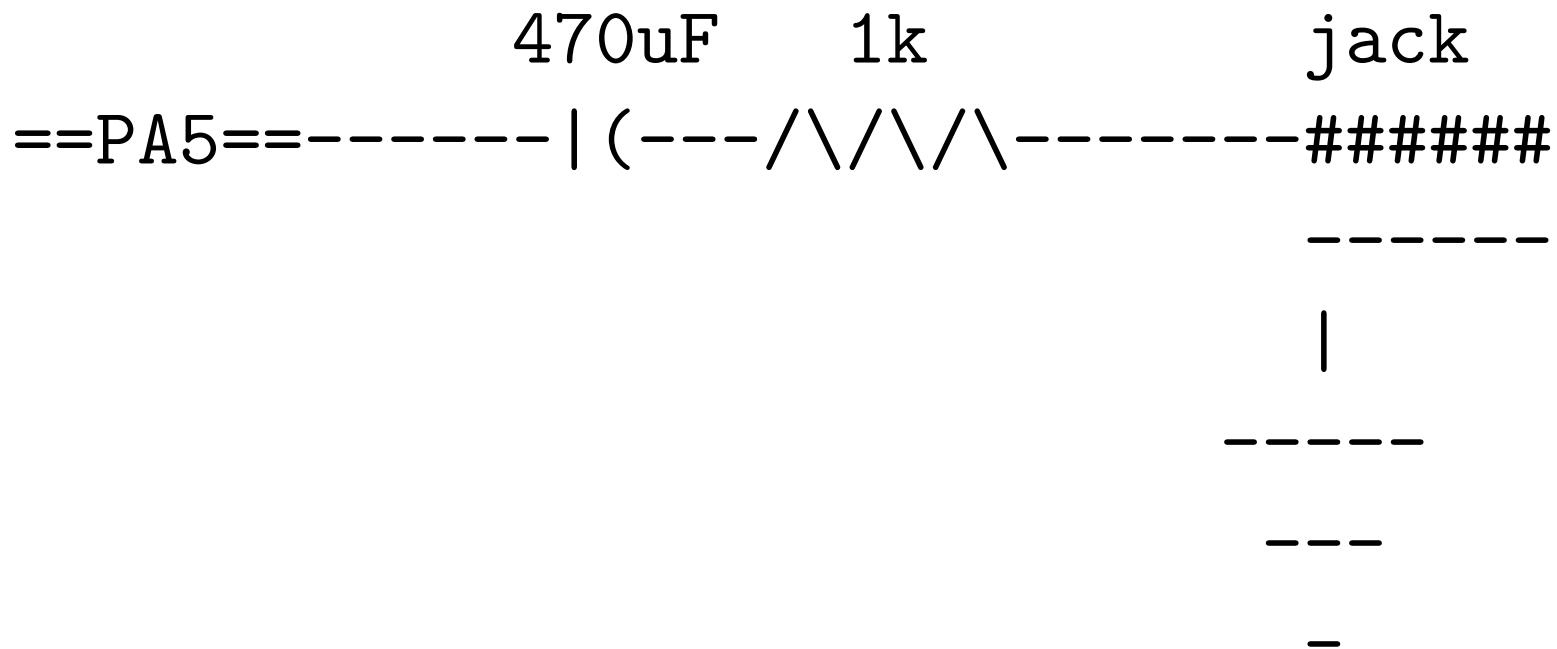 470uF   1k         jack
==PA5==------|(---/\/\/\-------######
                               ------
                               |
                             -----
                              ---
                               -